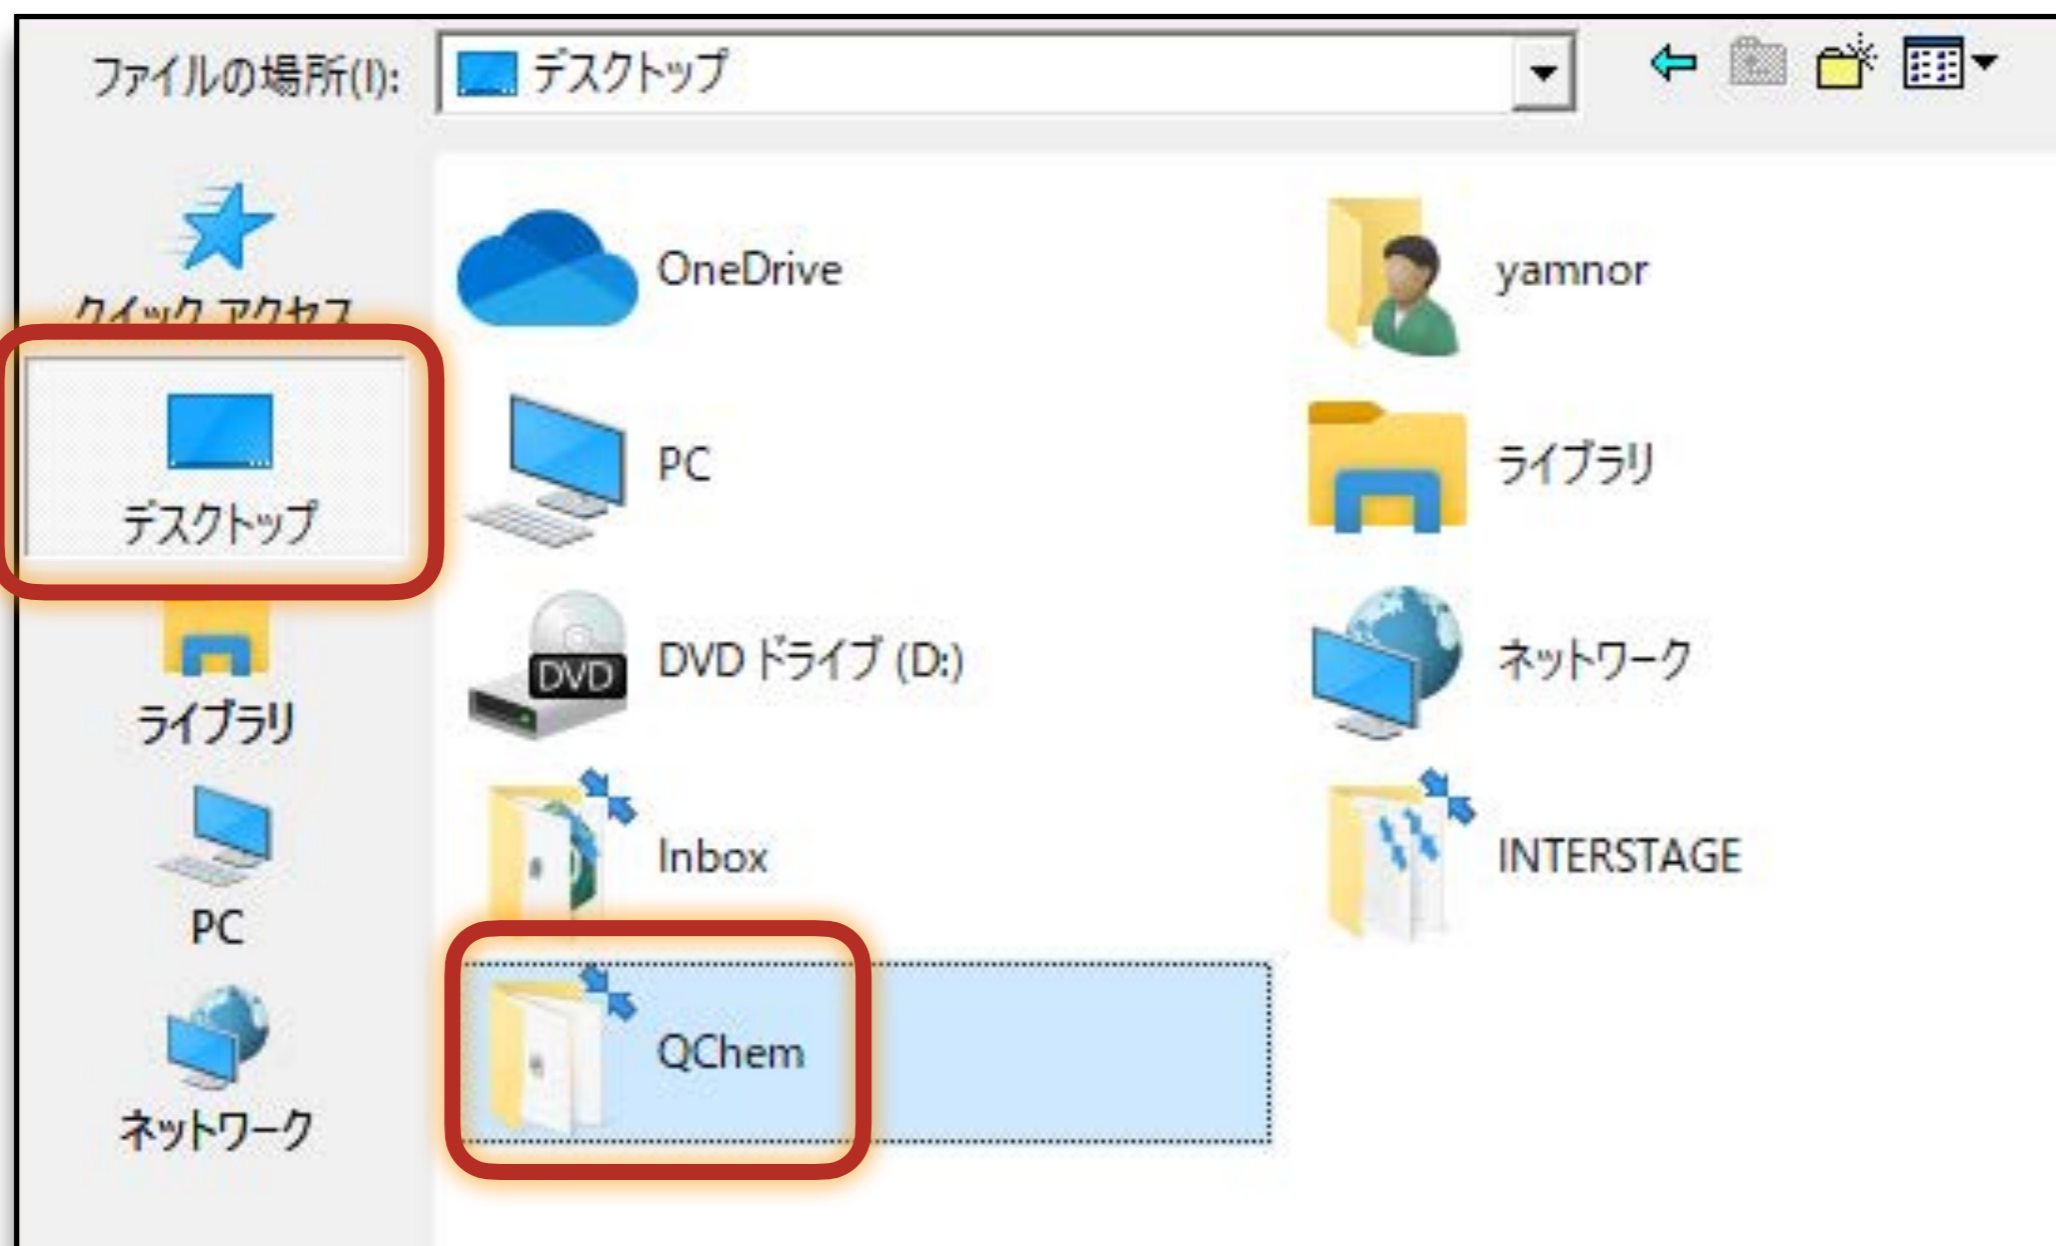 ファイルの場所(I):
デスクトップ
クイック アクセス
デスクトップ
ライブラリ
PC
ネットワーク
OneDrive
yamnor
PC
ライブラリ
DVD
DVD ドライブ (D:)
ネットワーク
Inbox
INTERSTAGE
QChem